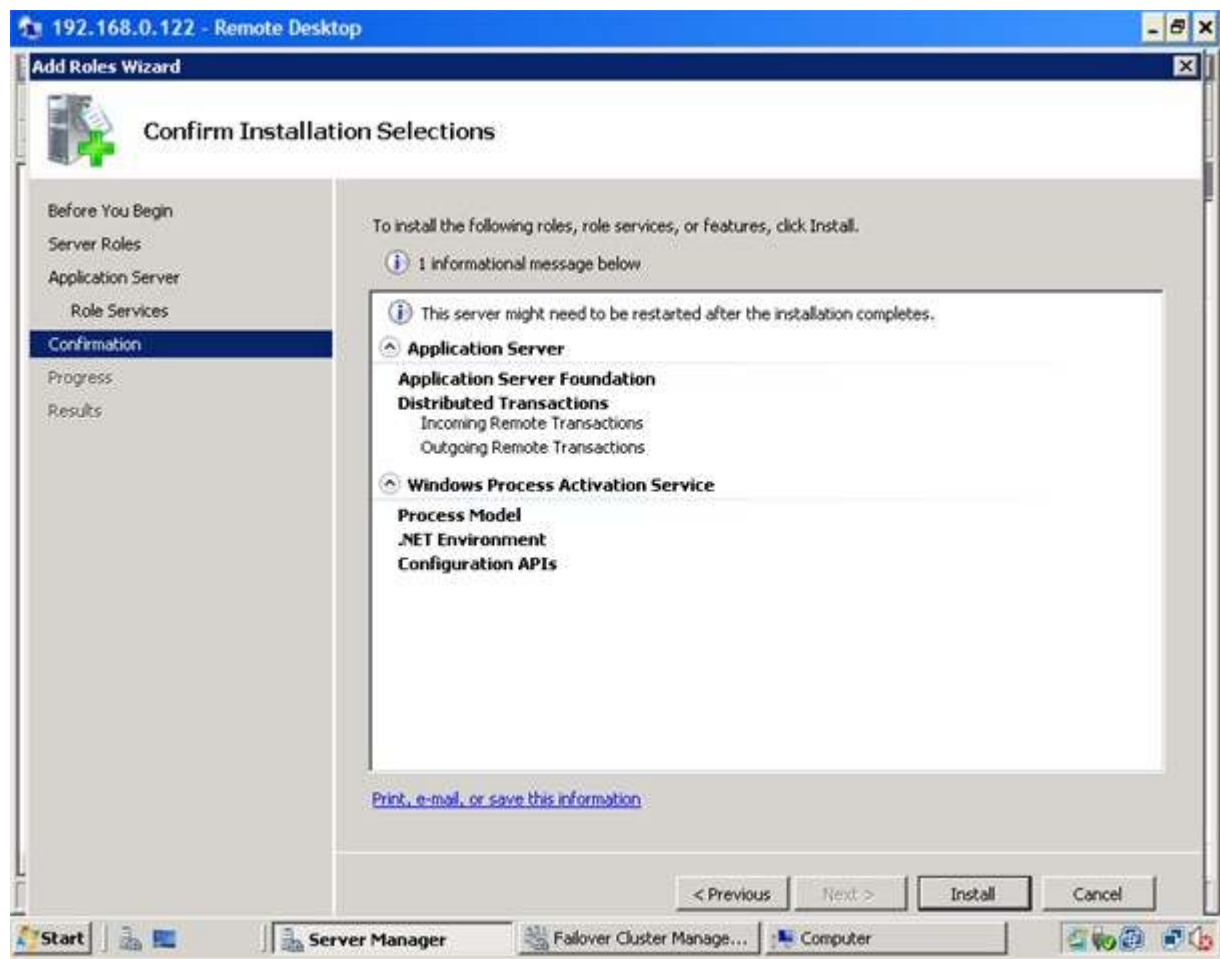 192.168.0.122 - Remote Desktop
Add Roles Wizard
Confirm Installation Selections
Before You Begin
Server Roles
Application Server
Role Services
Confirmation
Progress
Results
To install the following roles, role services, or features, click Install.
1 informational message below
This server might need to be restarted after the installation completes.
Application Server
Application Server Foundation
Distributed Transactions
Incoming Remote Transactions
Outgoing Remote Transactions
Windows Process Activation Service
Process Model
.NET Environment
Configuration APIs
Print, e-mail, or save this information
< Previous Next > Install Cancel
Start Server Manager Failover Cluster Manage... Computer